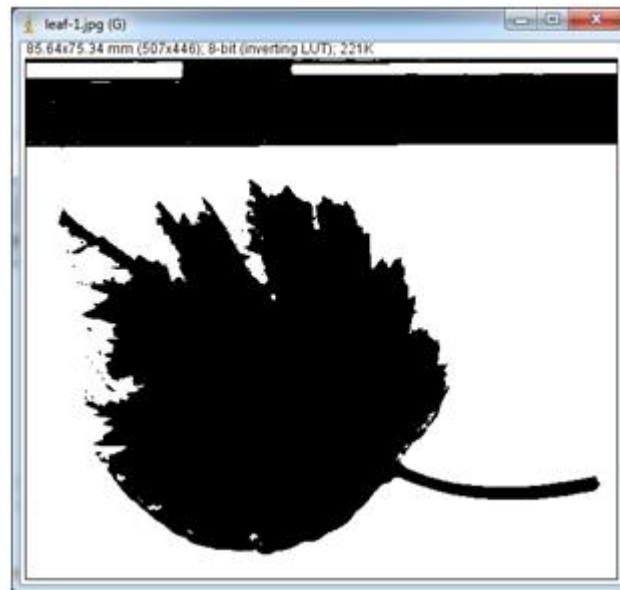 leaf-1.jpg (G)
85.64x75.34 mm (507x446); 8-bit (inverting LUT); 221K